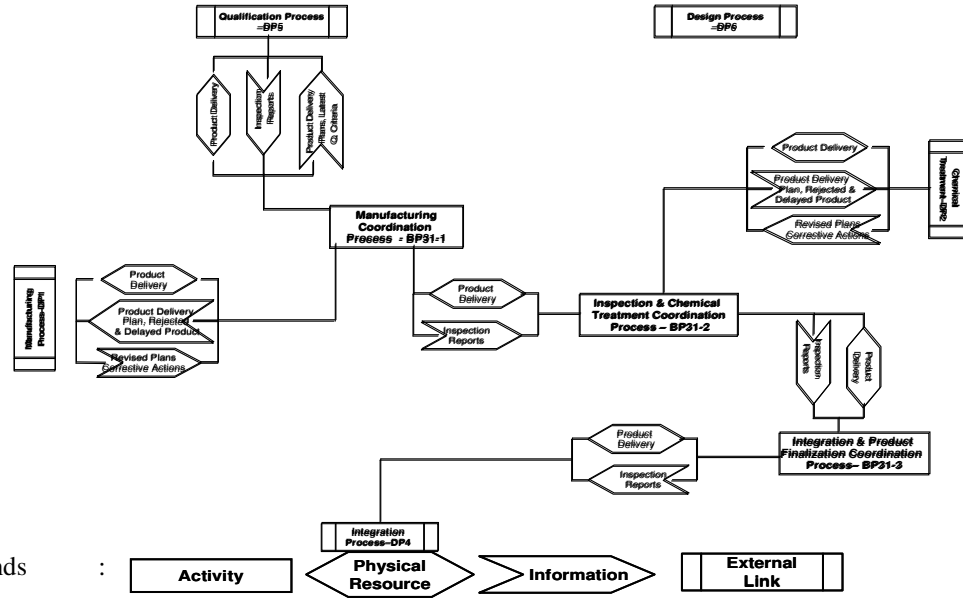 Qualification Process
-DP5
Design Process
-DP6
Product Delivery
Inspection
Reports
Product Delivery
Plans, Latest
Q. Criteria
Product Delivery
Product Delivery
Plan, Rejected &
Delayed Product
Revised Plans
Corrective Actions
Chemical
Treatment-DP2
Manufacturing
Coordination
Process - BP31-1
Manufacturing
Process-DP1
Product
Delivery
Product Delivery
Plan, Rejected
& Delayed Product
Revised Plans
Corrective Actions
Product
Delivery
Inspection
Reports
Inspection & Chemical
Treatment Coordination
Process – BP31-2
Inspection
Reports
Product
Delivery
Product
Delivery
Inspection
Reports
Integration & Product
Finalization Coordination
Process– BP31-3
Integration
Process–DP4
nds :
Activity
Physical
Resource
Information
External
Link